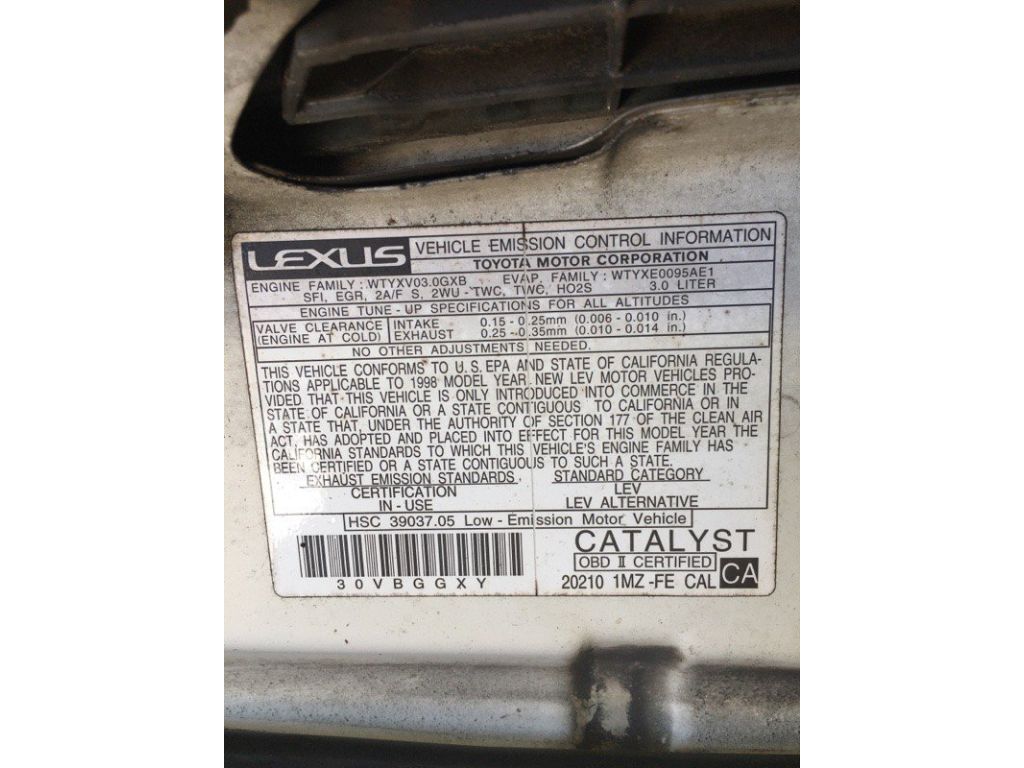 LEXUS VEHICLE EMISSION CONTROL INFORMATION
TOYOTA MOTOR CORPORATION
ENGINE FAMILY : WTYXV03.0GXB EVAP. FAMILY : WTYXE0095AE1
SFI, EGR, 2A/F S, 2WU - TWC, TWC, HO2S 3.0 LITER
ENGINE TUNE - UP SPECIFICATIONS FOR ALL ALTITUDES
VALVE CLEARANCE INTAKE 0.15 - 0.25mm (0.006 - 0.010 in.)
(ENGINE AT COLD) EXHAUST 0.25 - 0.35mm (0.010 - 0.014 in.)
NO OTHER ADJUSTMENTS NEEDED.
THIS VEHICLE CONFORMS TO U.S. EPA AND STATE OF CALIFORNIA REGULA-
TIONS APPLICABLE TO 1998 MODEL YEAR NEW LEV MOTOR VEHICLES PRO-
VIDED THAT THIS VEHICLE IS ONLY INTRODUCED INTO COMMERCE IN THE
STATE OF CALIFORNIA OR A STATE CONTIGUOUS TO CALIFORNIA OR IN
A STATE THAT, UNDER THE AUTHORITY OF SECTION 177 OF THE CLEAN AIR
ACT, HAS ADOPTED AND PLACED INTO EFFECT FOR THIS MODEL YEAR THE
CALIFORNIA STANDARDS TO WHICH THIS VEHICLE'S ENGINE FAMILY HAS
BEEN CERTIFIED OR A STATE CONTIGUOUS TO SUCH A STATE.
EXHAUST EMISSION STANDARDS STANDARD CATEGORY
CERTIFICATION LEV
IN - USE LEV ALTERNATIVE
HSC 39037.05 Low - Emission Motor Vehicle
CATALYST
OBD II CERTIFIED
30VBGGXY 20210 1MZ -FE CAL CA